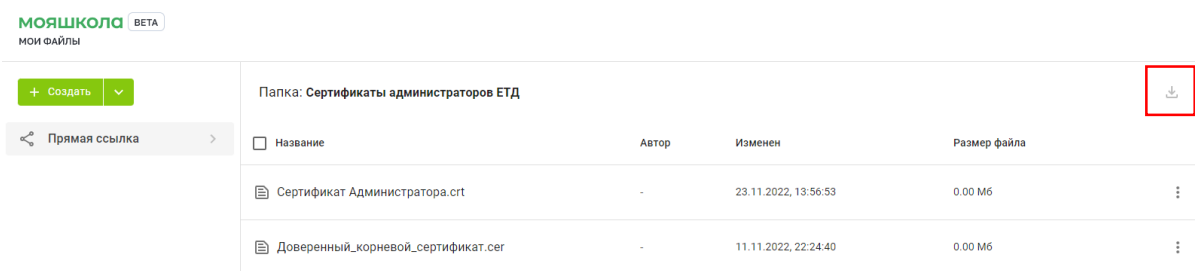 МОЯШКОЛА BETA
МОИ ФАЙЛЫ
+ Создать
Прямая ссылка
Папка: Сертификаты администраторов ЕТД
Название Автор Изменен Размер файла
Сертификат Администратора.crt - 23.11.2022, 13:56:53 0.00 Мб
Доверенный_корневой_сертификат.cer - 11.11.2022, 22:24:40 0.00 Мб